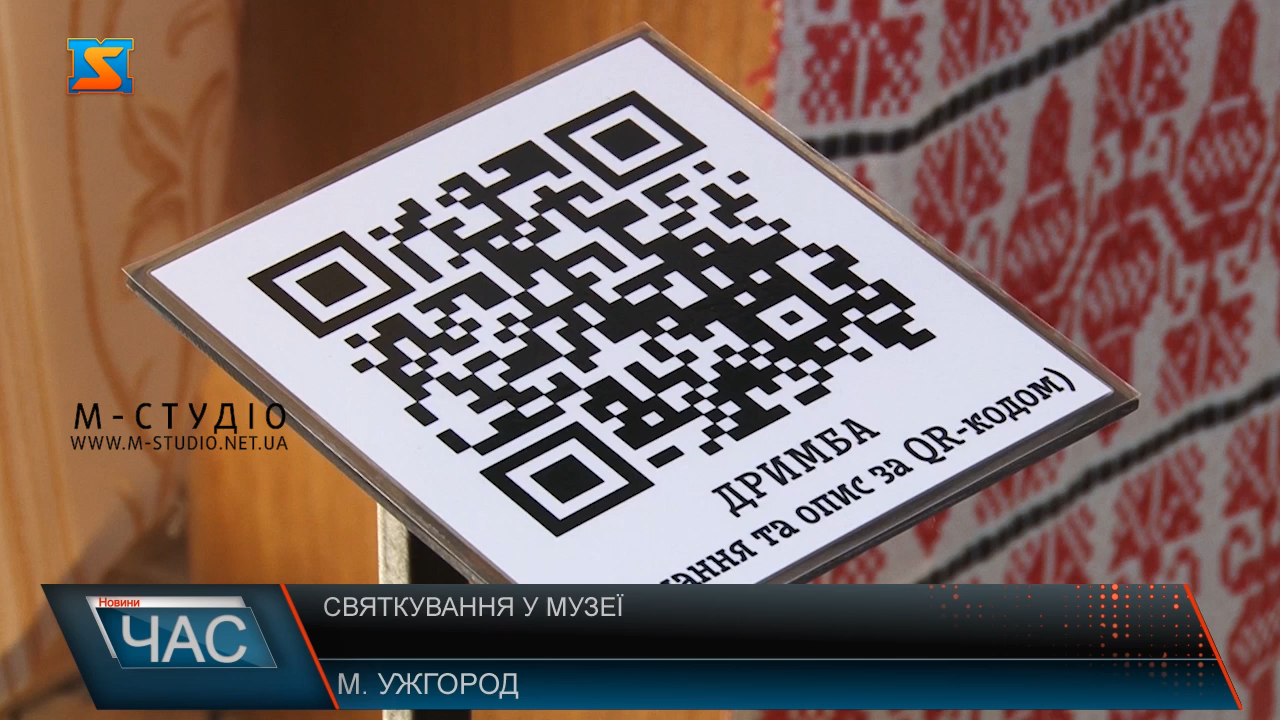 М-СТУДІО
WWW.M-STUDIO.NET.UA
ДРИМБА
та опис за QR-кодом)
Новини
ЧАС
СВЯТКУВАННЯ У МУЗЕЇ
М. УЖГОРОД